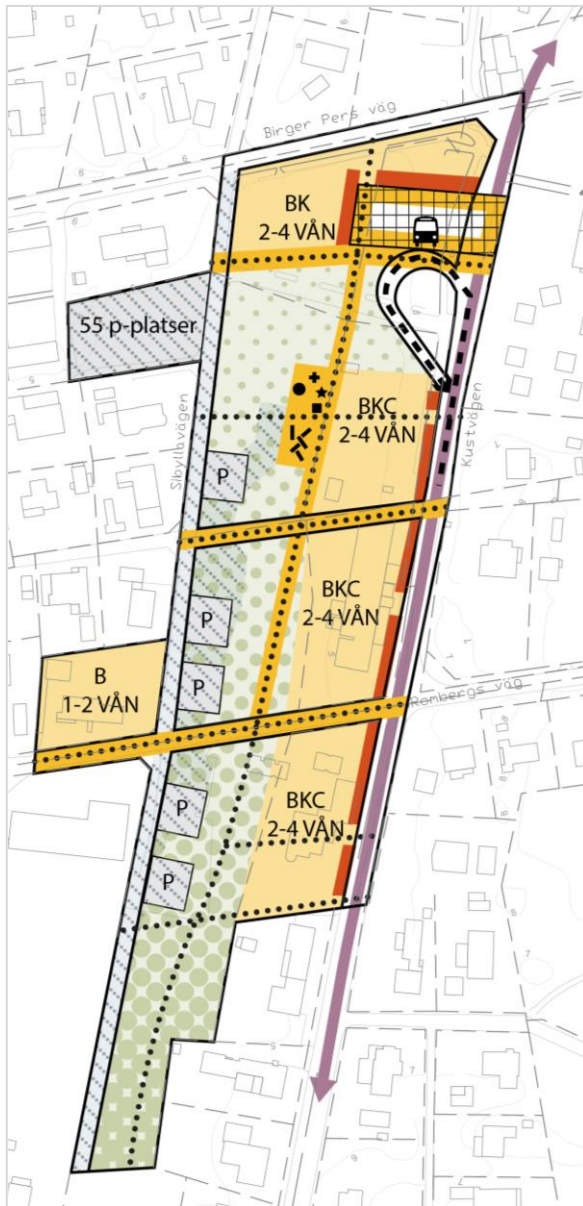 Birger Pers väg
BK
2-4 VÅN
55 p-platser
BKC
2-4 VÅN
Sibyllavägen
Kustvägen
P
BKC
2-4 VÅN
P
B
1-2 VÅN
P
Rombergs väg
P
BKC
2-4 VÅN
P